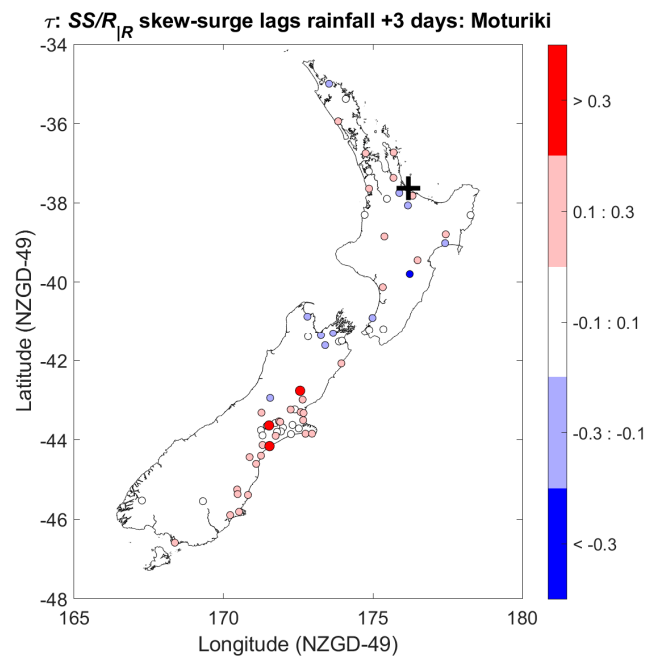 τ: SS/R|R skew-surge lags rainfall +3 days: Moturiki
-34
-36
-38
-40
-42
-44
-46
-48
Latitude (NZGD-49)
165
170
175
180
Longitude (NZGD-49)
> 0.3
0.1 : 0.3
-0.1 : 0.1
-0.3 : -0.1
< -0.3